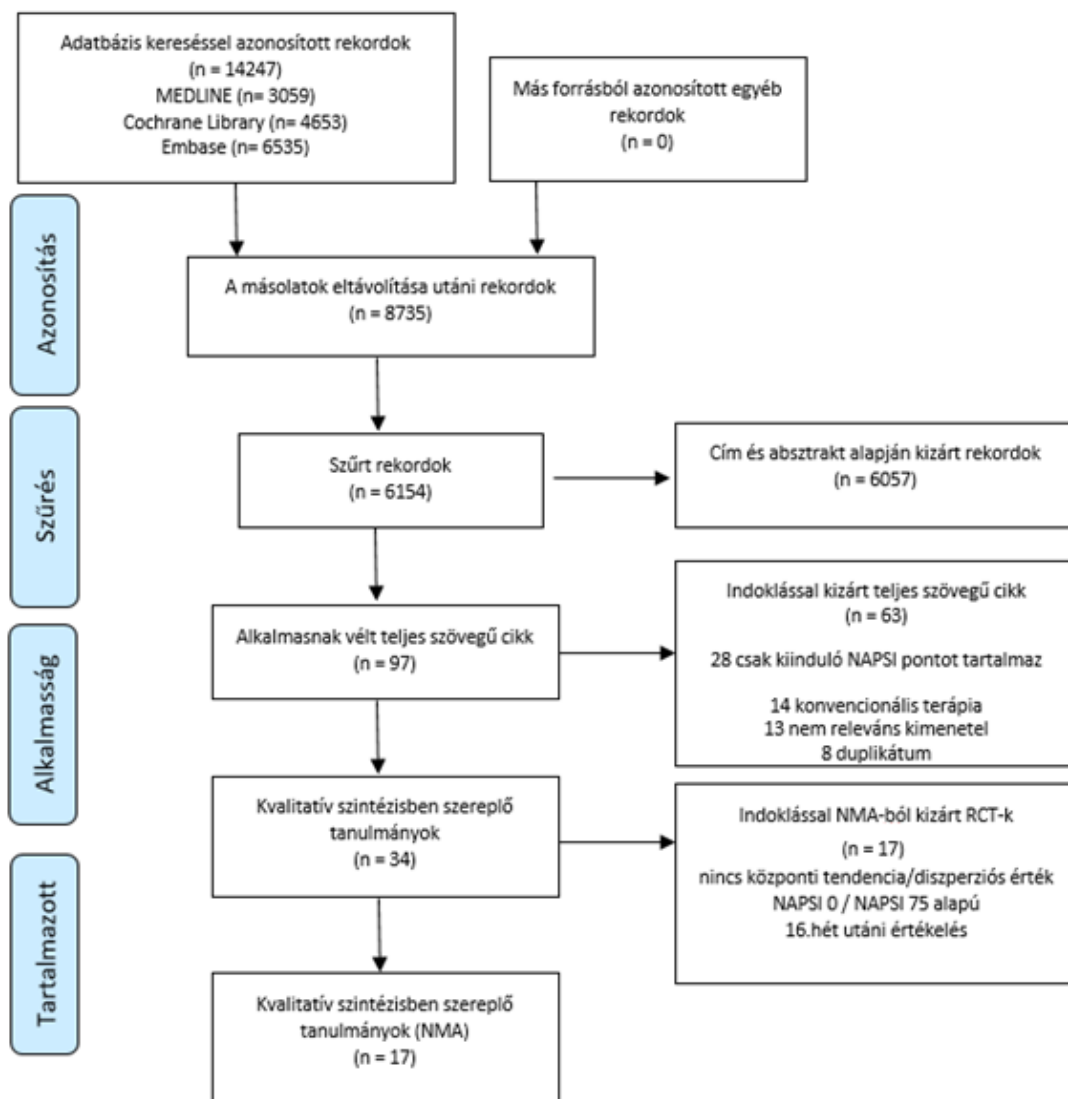 Adatbázis kereséssel azonosított rekordok
(n = 14247)
MEDLINE (n= 3059)
Cochrane Library (n= 4653)
Embase (n= 6535)
Más forrásból azonosított egyéb
rekordok
(n = 0)
Azonosítás
A másolatok eltávolítása utáni rekordok
(n = 8735)
Szűrés
Szűrt rekordok
(n = 6154)
Cím és absztrakt alapján kizárt rekordok
(n = 6057)
Alkalmasság
Alkalmasnak vélt teljes szövegű cikk
(n = 97)
Indoklással kizárt teljes szövegű cikk
(n = 63)
28 csak kiinduló NAPSI pontot tartalmaz
14 konvencionális terápia
13 nem releváns kimenetel
8 duplikátum
Kvalitatív szintézisben szereplő
tanulmányok
(n = 34)
Indoklással NMA-ból kizárt RCT-k
(n = 17)
nincs központi tendencia/diszperziós érték
NAPSI 0 / NAPSI 75 alapú
16.hét utáni értékelés
Tartalmazott
Kvalitatív szintézisben szereplő
tanulmányok (NMA)
(n = 17)